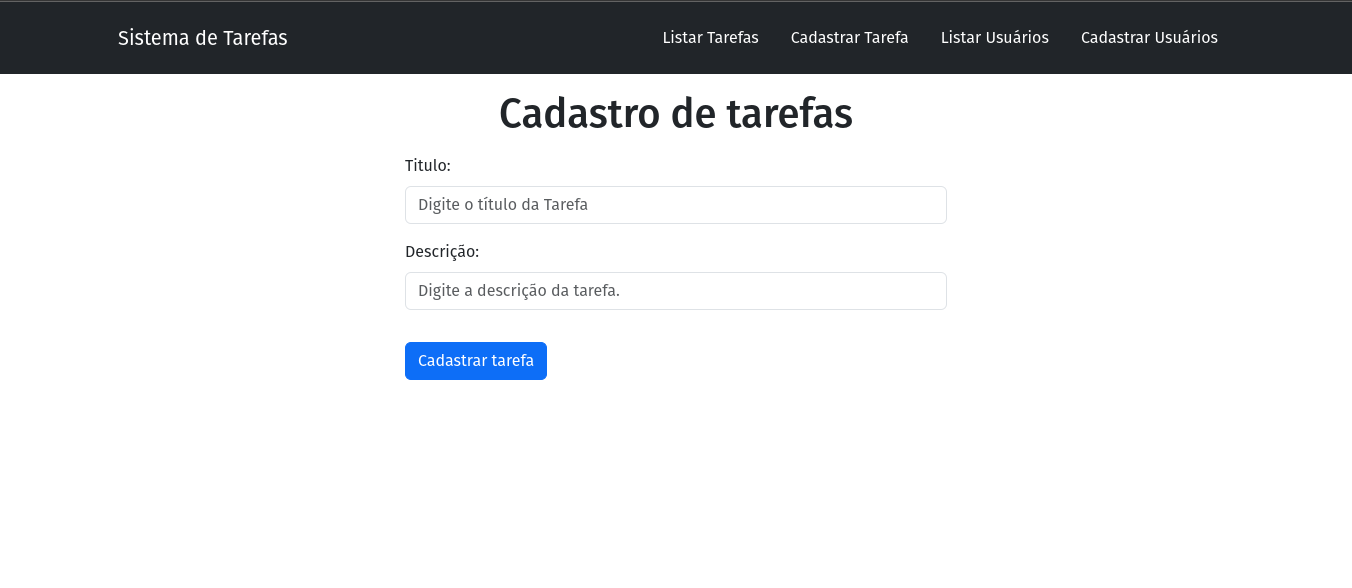 Sistema de Tarefas Listar Tarefas Cadastrar Tarefa Listar Usuários Cadastrar Usuários
Cadastro de tarefas
Titulo:
Digite o título da Tarefa
Descrição:
Digite a descrição da tarefa.
Cadastrar tarefa